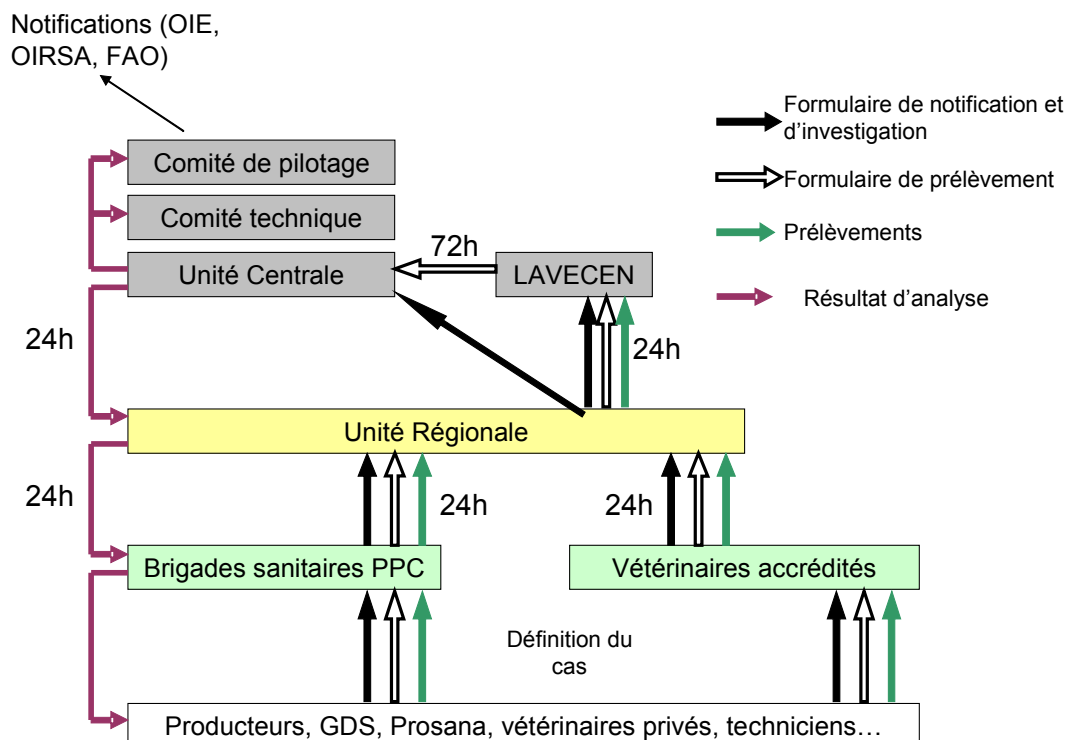 Notifications (OIE,
OIRSA, FAO)
Formulaire de notification et
d’investigation
Comité de pilotage
Formulaire de prélèvement
Comité technique
72h
Prélèvements
Unité Centrale
LAVECEN
Résultat d’analyse
24h
24h
Unité Régionale
24h
24h
24h
Brigades sanitaires PPC
Vétérinaires accrédités
Définition du
cas
Producteurs, GDS, Prosana, vétérinaires privés, techniciens…